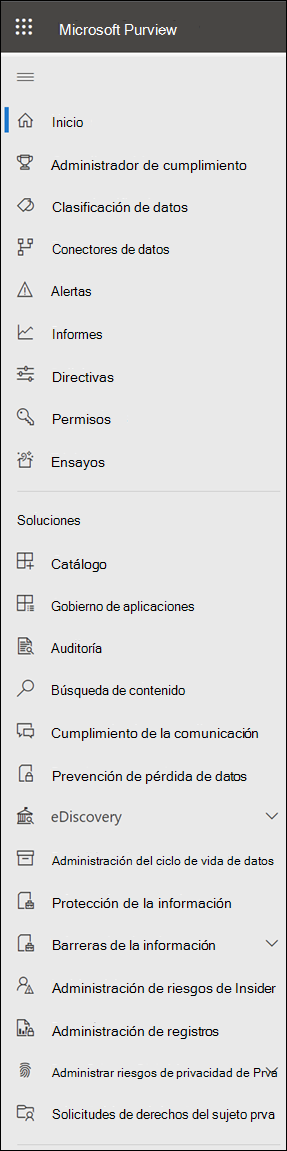 Microsoft Purview
Inicio
Administrador de cumplimiento
Clasificación de datos
Conectores de datos
Alertas
Informes
Directivas
Permisos
Ensayos
Soluciones
Catálogo
Gobierno de aplicaciones
Auditoría
Búsqueda de contenido
Cumplimiento de la comunicación
Prevención de pérdida de datos
eDiscovery
Administración del ciclo de vida de datos
Protección de la información
Barreras de la información
Administración de riesgos de Insider
Administración de registros
Administrar riesgos de privacidad de Prva
Solicitudes de derechos del sujeto prva